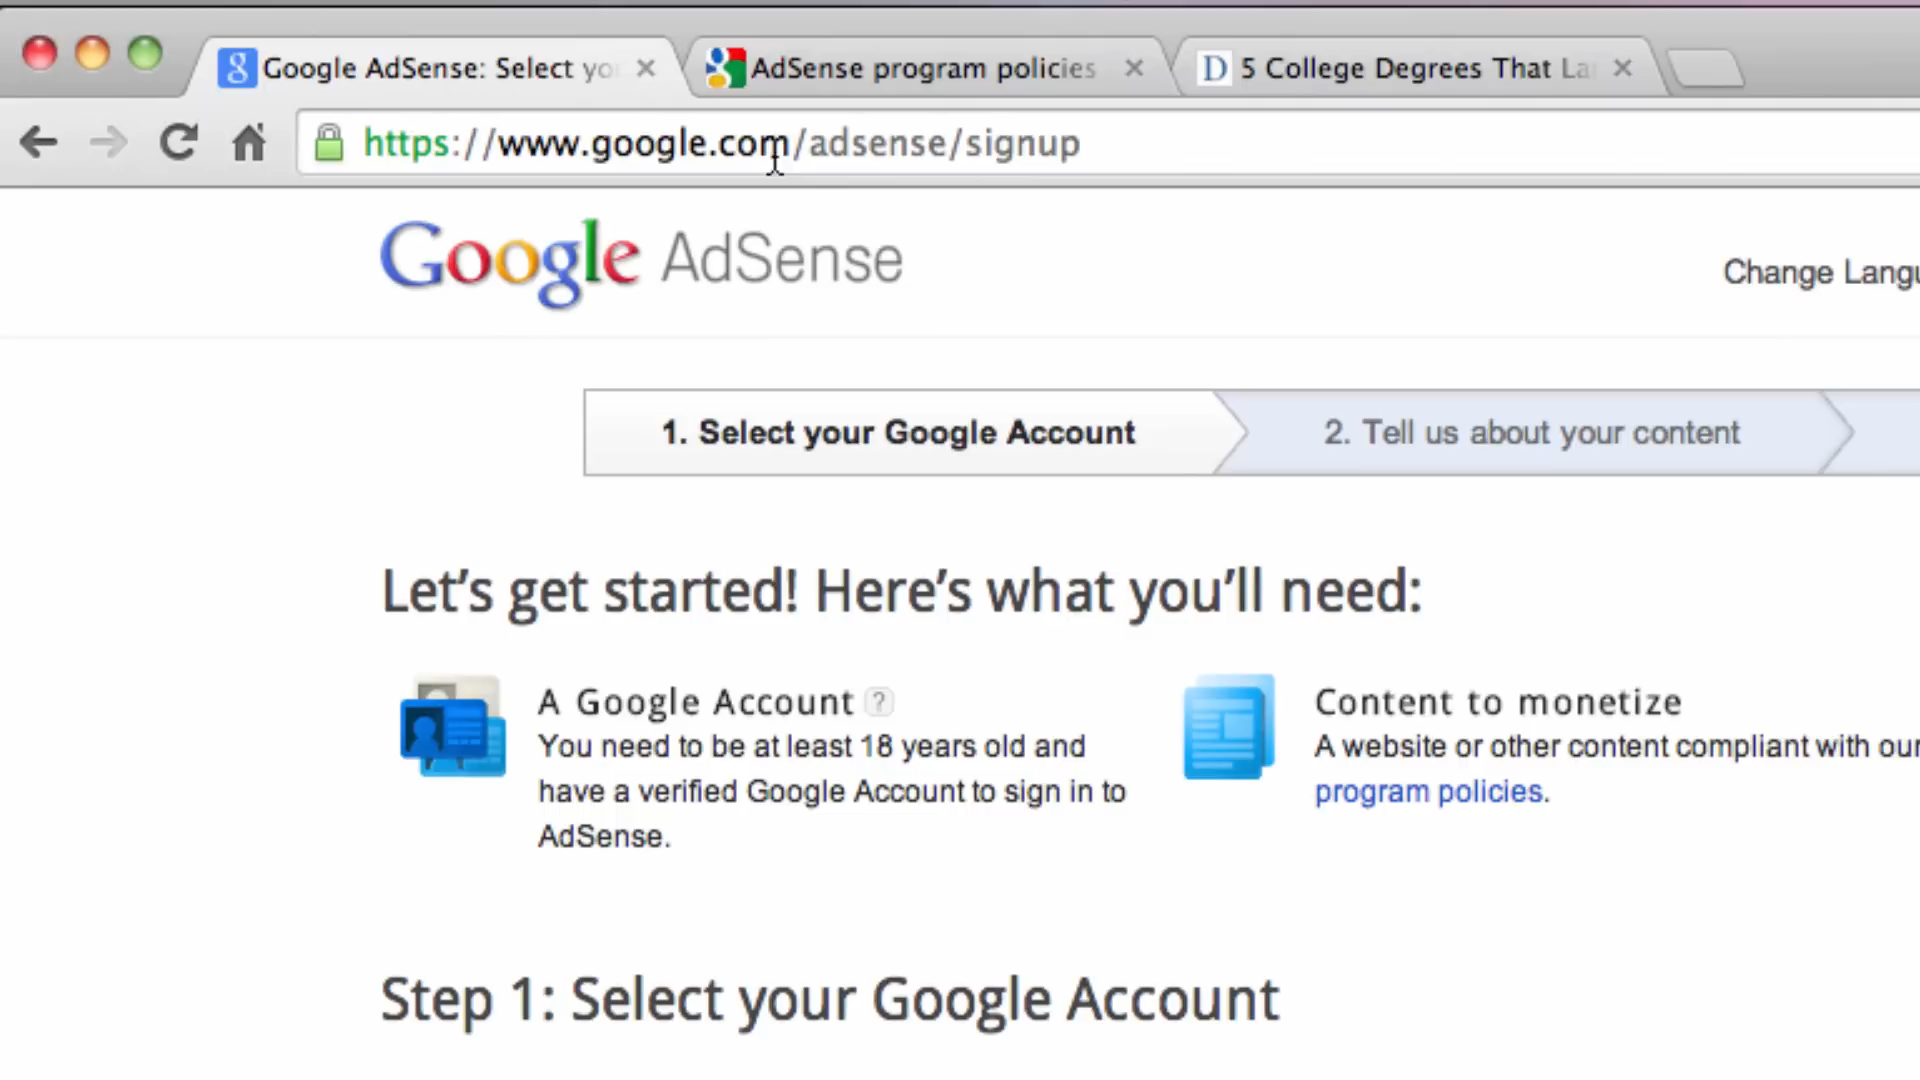 Google AdSense: Select yo
AdSense program policies
5 College Degrees That La
https://www.google.com/adsense/signup
Google AdSense
Change Langu
1. Select your Google Account
2. Tell us about your content
Let's get started! Here's what you'll need:
A Google Account ?
You need to be at least 18 years old and
have a verified Google Account to sign in to
AdSense.
Content to monetize
A website or other content compliant with our
program policies.
Step 1: Select your Google Account